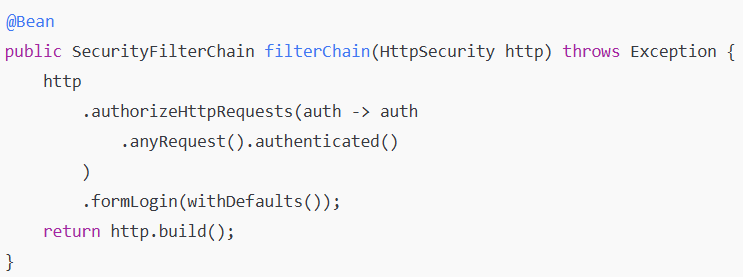 @Bean
public SecurityFilterChain filterChain(HttpSecurity http) throws Exception {
    http
        .authorizeHttpRequests(auth -> auth
            .anyRequest().authenticated()
        )
        .formLogin(withDefaults());
    return http.build();
}